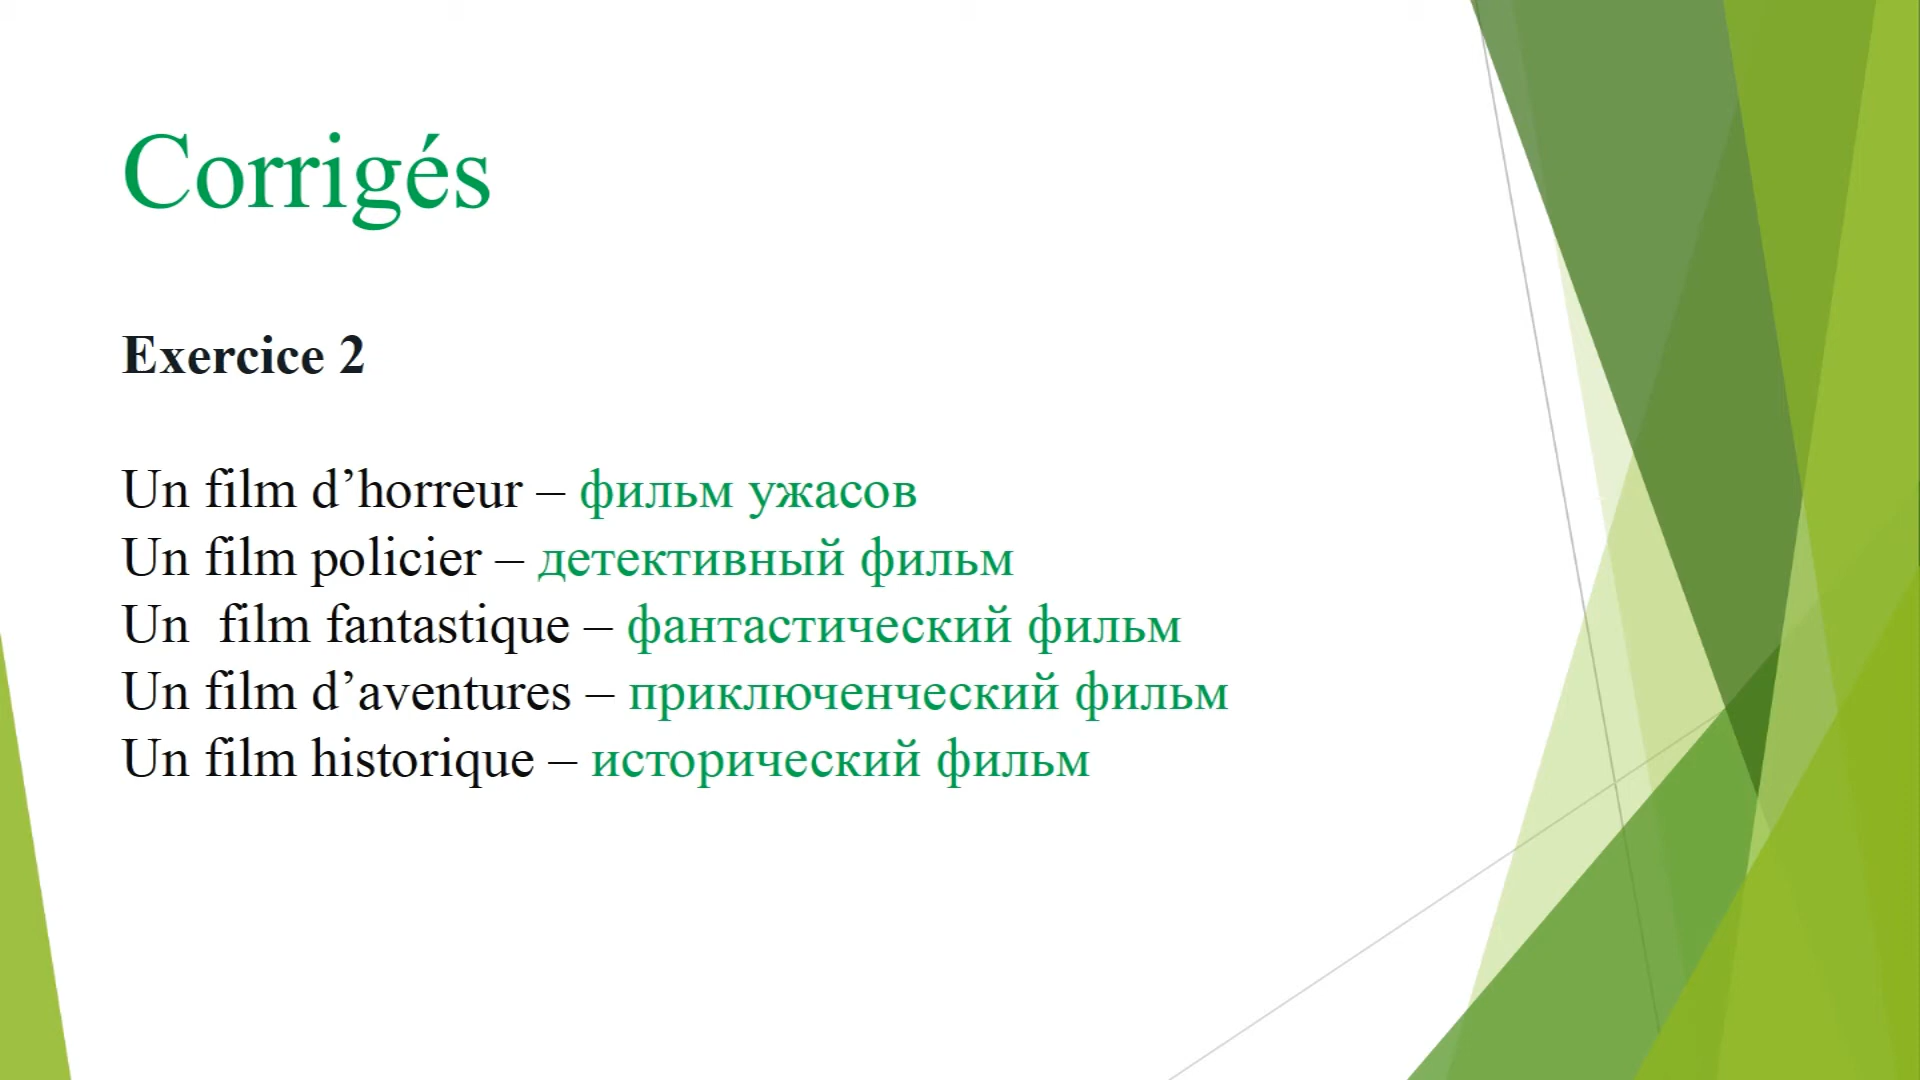 Corrigés
Exercice 2
Un film d’horreur – фильм ужасов
Un film policier – детективный фильм
Un  film fantastique – фантастический фильм
Un film d’aventures – приключенческий фильм
Un film historique – исторический фильм